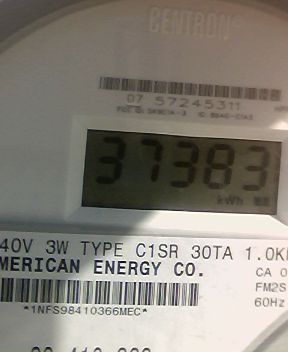 CENTRON®
07 57245311
37383
kWh
40V 3W TYPE C1SR 30TA 1.0K
MERICAN ENERGY CO.
CA 0
FM2S
60Hz
*1NFS98410366MEC*